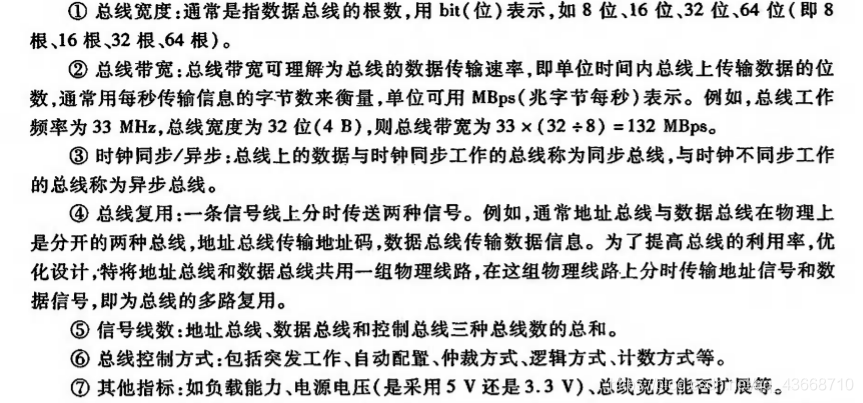 ① 总线宽度:通常是指数据总线的根数,用 bit(位)表示,如 8 位、16 位、32 位、64 位(即 8
根、16 根、32 根、64 根)。
② 总线带宽:总线带宽可理解为总线的数据传输速率,即单位时间内总线上传输数据的位
数,通常用每秒传输信息的字节数来衡量,单位可用 MBps(兆字节每秒)表示。例如,总线工作
频率为 33 MHz,总线宽度为 32 位(4 B),则总线带宽为 33 × (32 ÷ 8) = 132 MBps。
③ 时钟同步/异步:总线上的数据与时钟同步工作的总线称为同步总线,与时钟不同步工作
的总线称为异步总线。
④ 总线复用:一条信号线上分时传送两种信号。例如,通常地址总线与数据总线在物理上
是分开的两种总线,地址总线传输地址码,数据总线传输数据信息。为了提高总线的利用率,优
化设计,特将地址总线和数据总线共用一组物理线路,在这组物理线路上分时传输地址信号和数
据信号,即为总线的多路复用。
⑤ 信号线数:地址总线、数据总线和控制总线三种总线数的总和。
⑥ 总线控制方式:包括突发工作、自动配置、仲裁方式、逻辑方式、计数方式等。
⑦ 其他指标:如负载能力、电源电压(是采用 5 V 还是 3.3 V)、总线宽度能否扩展等。
43668710